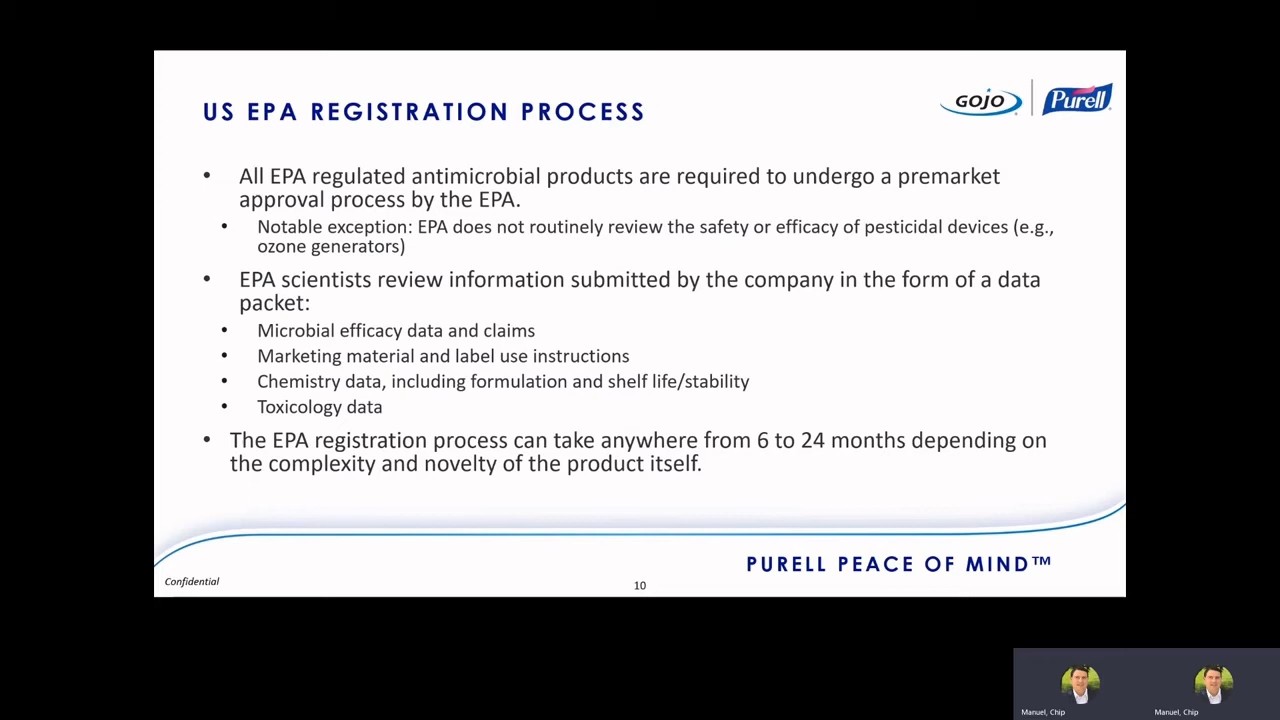 US EPA REGISTRATION PROCESS
GOJO
Purell
• All EPA regulated antimicrobial products are required to undergo a premarket
approval process by the EPA.
• Notable exception: EPA does not routinely review the safety or efficacy of pesticidal devices (e.g.,
ozone generators)
• EPA scientists review information submitted by the company in the form of a data
packet:
• Microbial efficacy data and claims
• Marketing material and label use instructions
• Chemistry data, including formulation and shelf life/stability
• Toxicology data
• The EPA registration process can take anywhere from 6 to 24 months depending on
the complexity and novelty of the product itself.
PURELL PEACE OF MIND™
Confidential
10
Manuel, Chip
Manuel, Chip